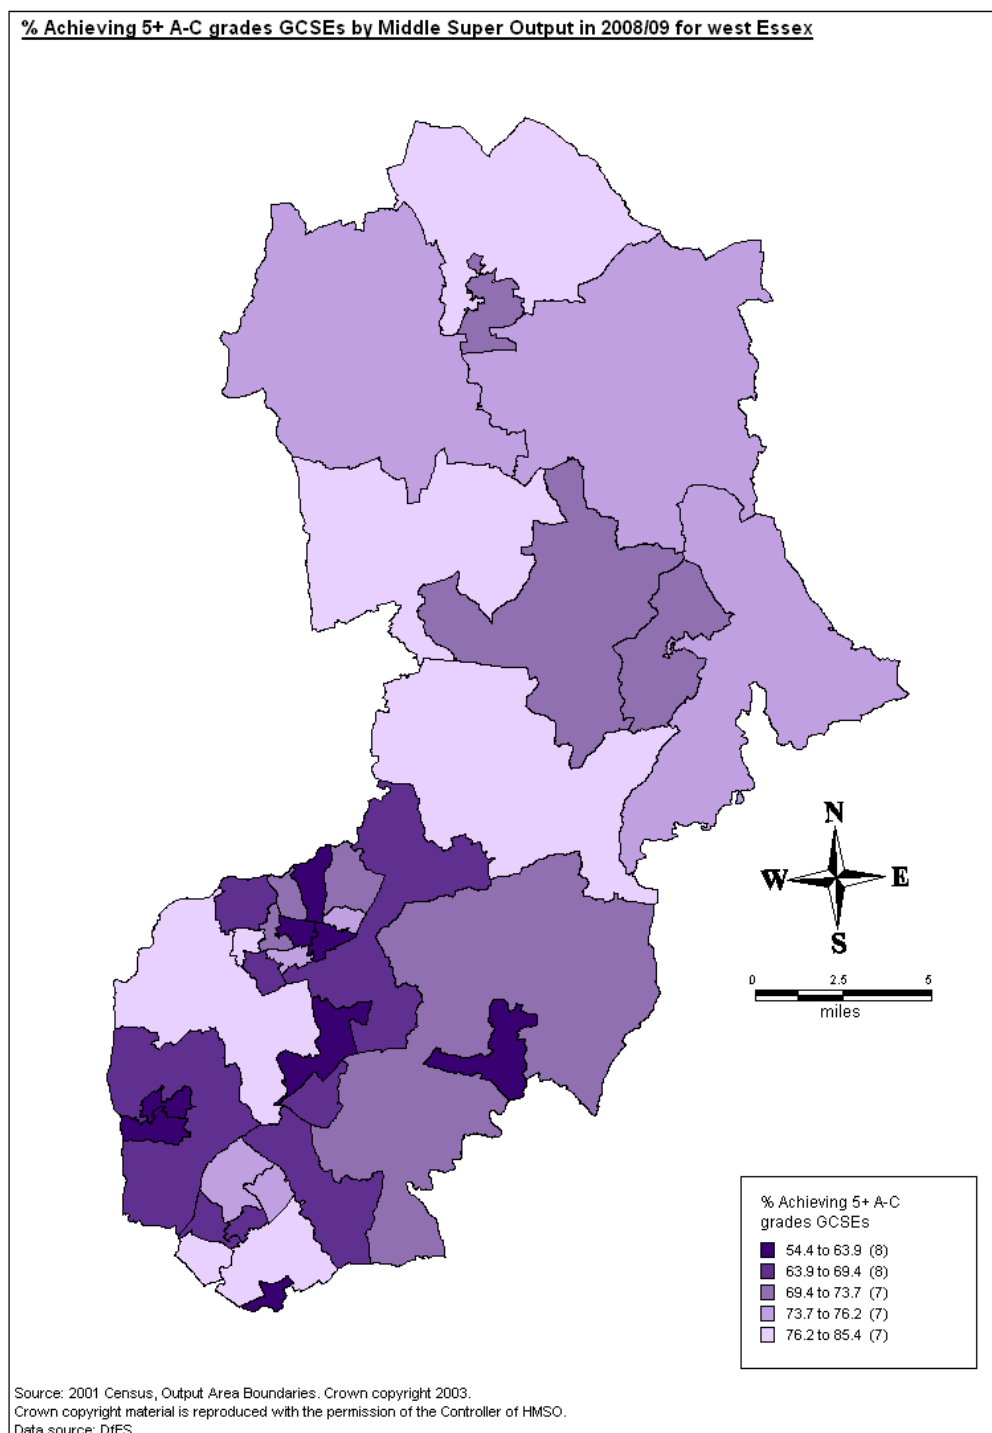 % Achieving 5+ A-C grades GCSEs by Middle Super Output in 2008/09 for west Essex
N
W E
S
0 2.5 5
miles
% Achieving 5+ A-C
grades GCSEs
54.4 to 63.9 (8)
63.9 to 69.4 (8)
69.4 to 73.7 (7)
73.7 to 76.2 (7)
76.2 to 85.4 (7)
Source: 2001 Census, Output Area Boundaries. Crown copyright 2003.
Crown copyright material is reproduced with the permission of the Controller of HMSO.
Data source: DfES